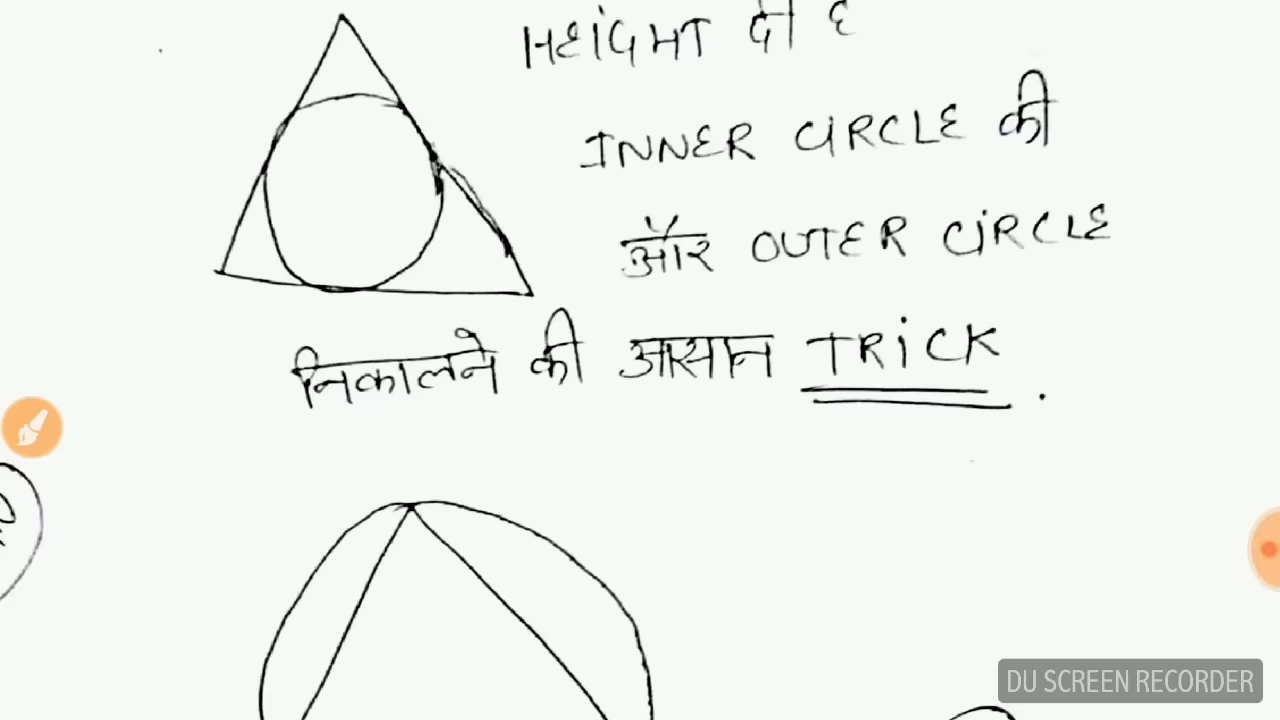 HEIGHT दी है
INNER CIRCLE की
और OUTER CIRCLE
निकालने की आसान TRICK .
DU SCREEN RECORDER